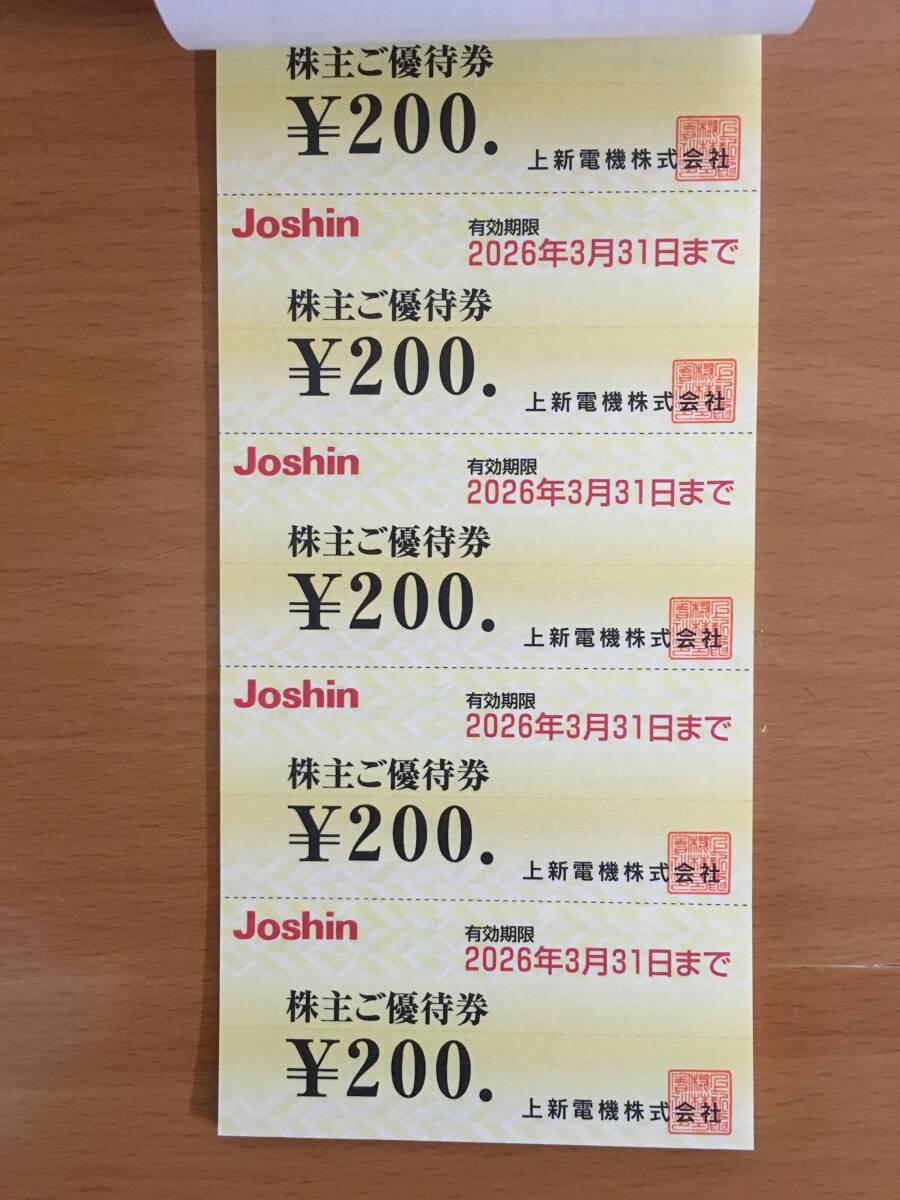 株主ご優待券
¥200.
上新電機株式会社
Joshin
有効期限
2026年3月31日まで
株主ご優待券
¥200.
上新電機株式会社
Joshin
有効期限
2026年3月31日まで
株主ご優待券
¥200.
上新電機株式会社
Joshin
有効期限
2026年3月31日まで
株主ご優待券
¥200.
上新電機株式会社
Joshin
有効期限
2026年3月31日まで
株主ご優待券
¥200.
上新電機株式会社